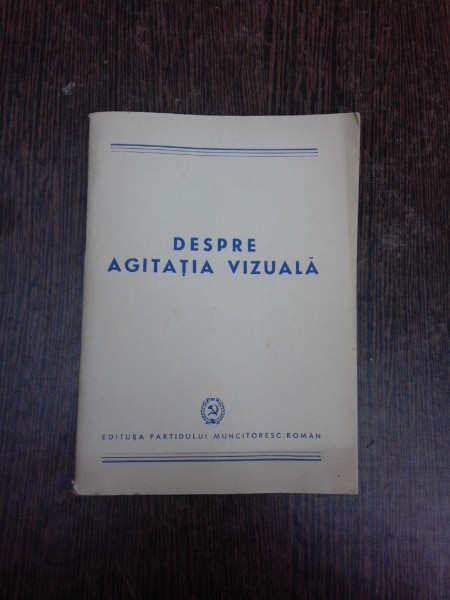 DESPRE
AGITAȚIA VIZUALĂ
EDITURA PARTIDULUI MUNCITORESC ROMÂN